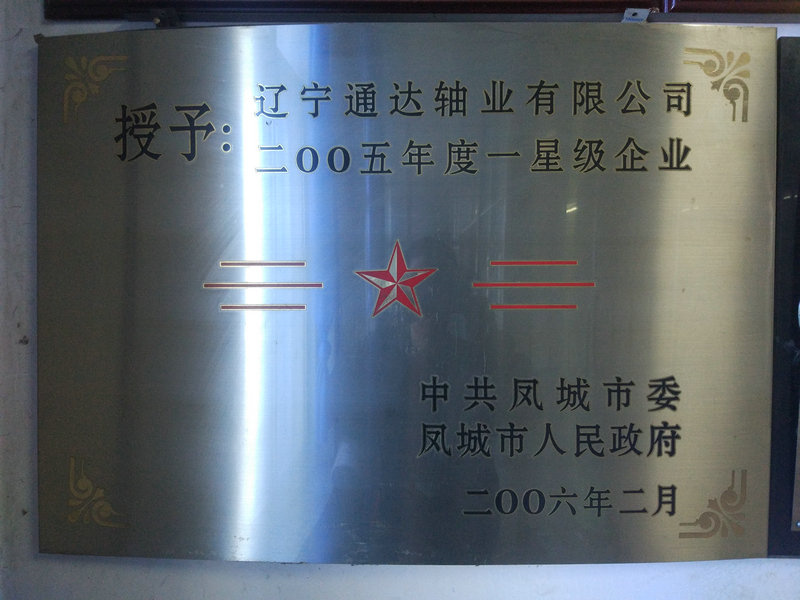 授予:
辽宁通达轴业有限公司
二OO五年度一星级企业
中共凤城市委
凤城市人民政府
二OO六年二月